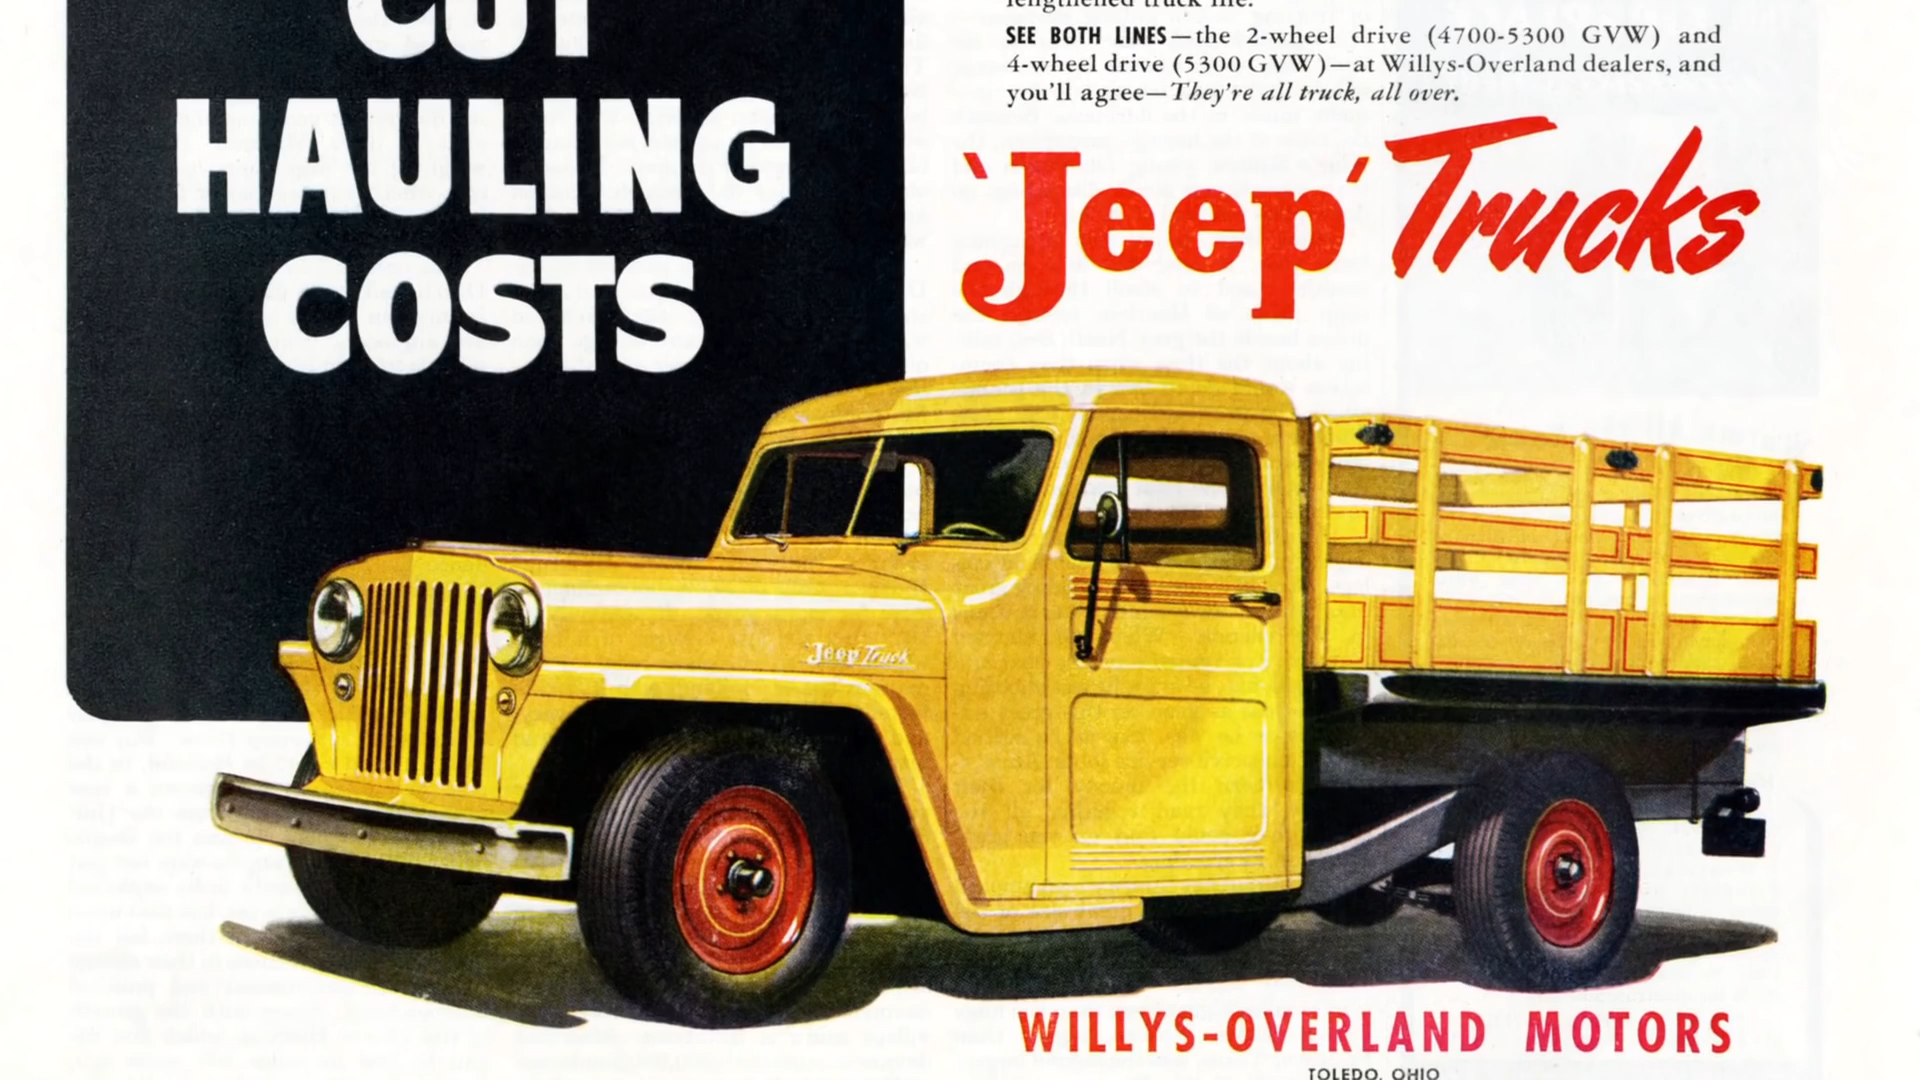 CUT
HAULING
COSTS
lengthened truck life.
SEE BOTH LINES—the 2-wheel drive (4700-5300 GVW) and
4-wheel drive (5300 GVW)—at Willys-Overland dealers, and
you'll agree—They're all truck, all over.
'Jeep' Trucks
'Jeep' Truck
WILLYS-OVERLAND MOTORS
TOLEDO, OHIO